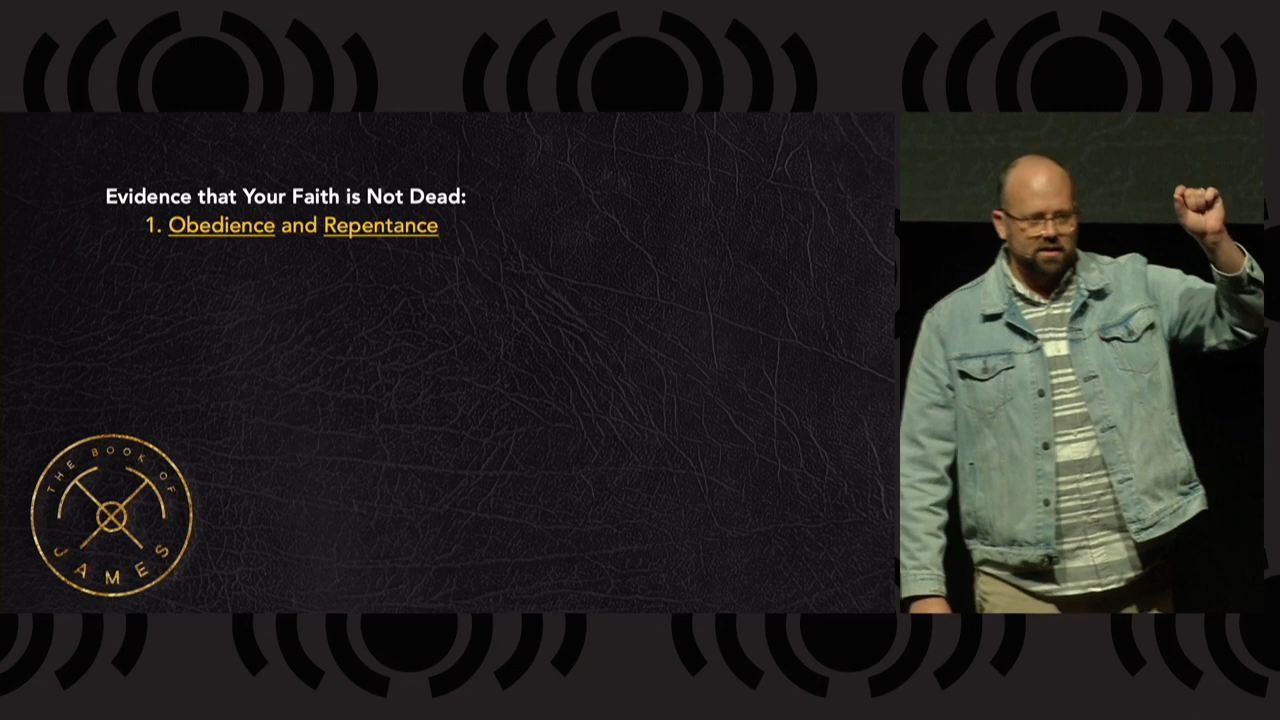 Evidence that Your Faith is Not Dead:
1. Obedience and Repentance
THE BOOK OF
JAMES